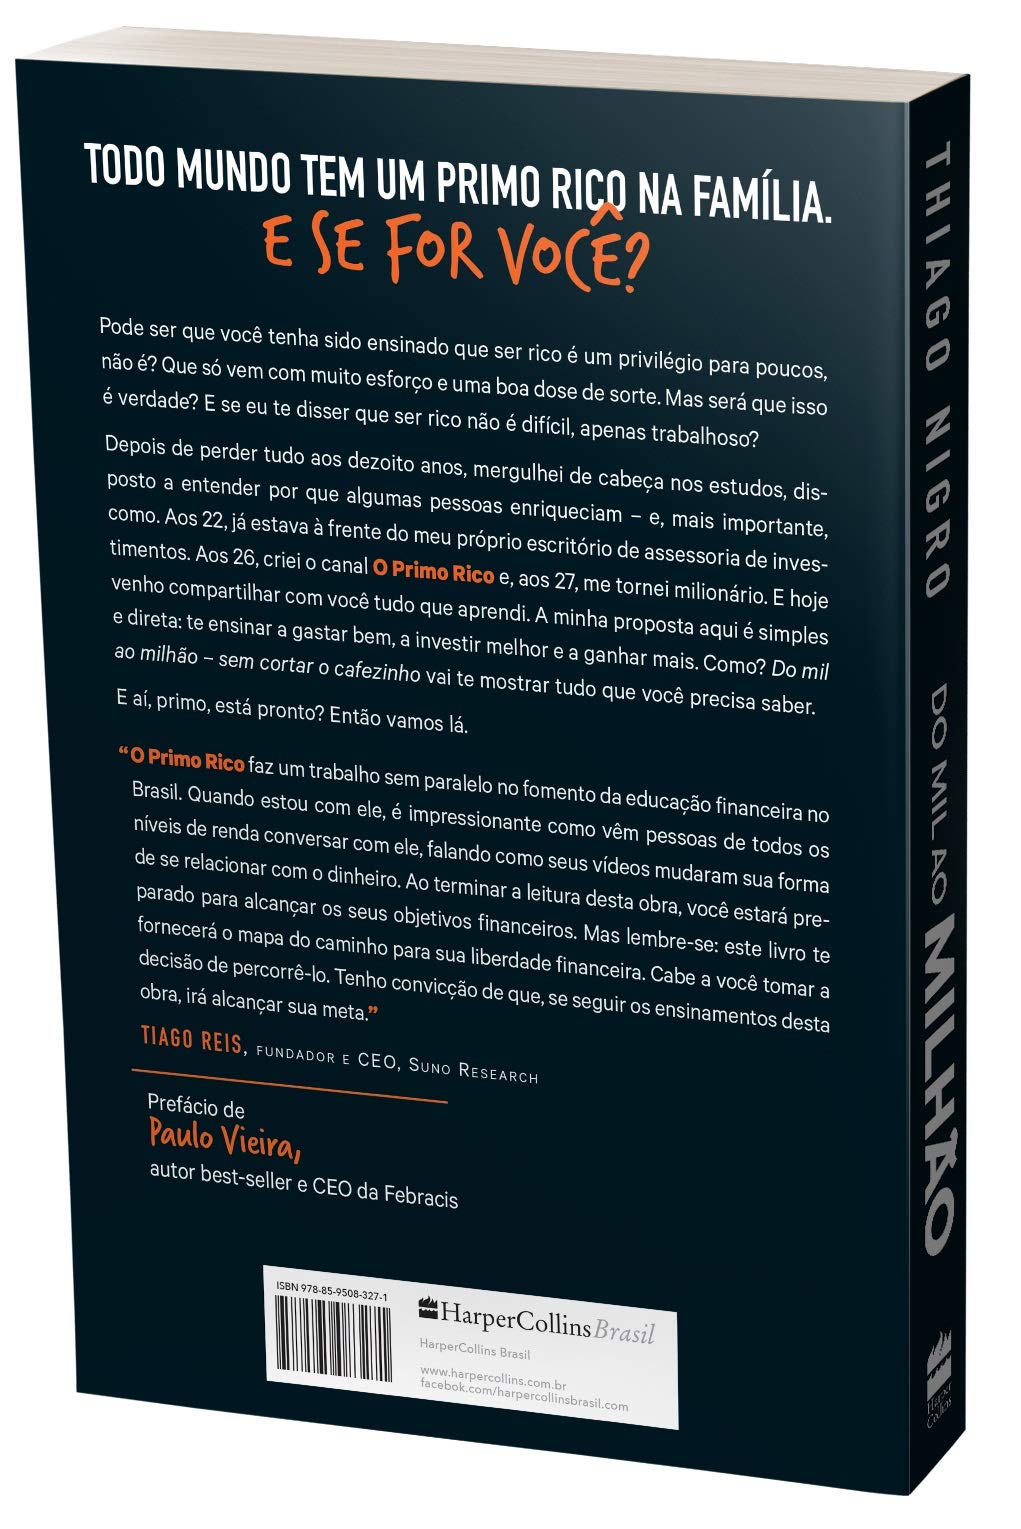 TODO MUNDO TEM UM PRIMO RICO NA FAMÍLIA.
E SE FOR VOCÊ?
Pode ser que você tenha sido ensinado que ser rico é um privilégio para poucos,
não é? Que só vem com muito esforço e uma boa dose de sorte. Mas será que isso
é verdade? E se eu te disser que ser rico não é difícil, apenas trabalhoso?
Depois de perder tudo aos dezoito anos, mergulhei de cabeça nos estudos, dis-
posto a entender por que algumas pessoas enriqueciam – e, mais importante,
como. Aos 22, já estava à frente do meu próprio escritório de assessoria de inves-
timentos. Aos 26, criei o canal O Primo Rico e, aos 27, me tornei milionário. E hoje
venho compartilhar com você tudo que aprendi. A minha proposta aqui é simples
e direta: te ensinar a gastar bem, a investir melhor e a ganhar mais. Como? Do mil
ao milhão – sem cortar o cafezinho vai te mostrar tudo que você precisa saber.
E aí, primo, está pronto? Então vamos lá.
“O Primo Rico faz um trabalho sem paralelo no fomento da educação financeira no
Brasil. Quando estou com ele, é impressionante como vêm pessoas de todos os
níveis de renda conversar com ele, falando como seus vídeos mudaram sua forma
de se relacionar com o dinheiro. Ao terminar a leitura desta obra, você estará pre-
parado para alcançar os seus objetivos financeiros. Mas lembre-se: este livro te
fornecerá o mapa do caminho para sua liberdade financeira. Cabe a você tomar a
decisão de percorrê-lo. Tenho convicção de que, se seguir os ensinamentos desta
obra, irá alcançar sua meta.”
TIAGO REIS, FUNDADOR E CEO, SUNO RESEARCH
Prefácio de
Paulo Vieira,
autor best-seller e CEO da Febracis
ISBN 978-85-9508-327-1
HarperCollins Brasil
HarperCollins Brasil
www.harpercollins.com.br
facebok.com/harpercollinsbrasil.com
THIAGO NIGRO
DO MIL AO MILHÃO
Harper
Collins